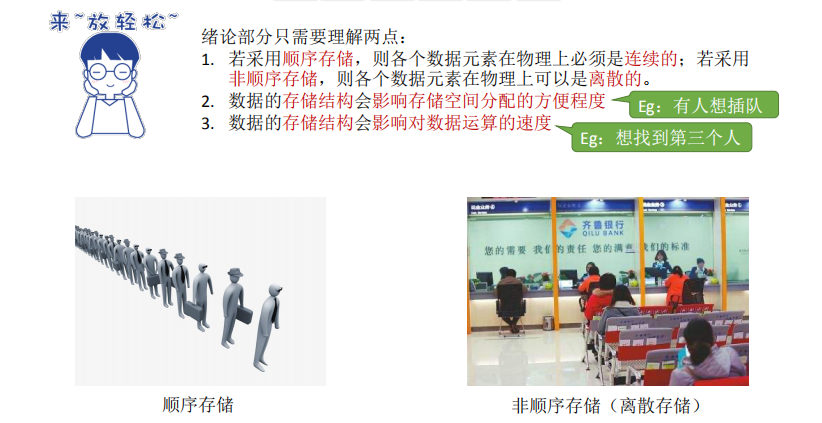 来~放轻松~
绪论部分只需要理解两点：
1. 若采用顺序存储，则各个数据元素在物理上必须是连续的；若采用
非顺序存储，则各个数据元素在物理上可以是离散的。
2. 数据的存储结构会影响存储空间分配的方便程度
Eg：有人想插队
3. 数据的存储结构会影响对数据运算的速度
Eg：想找到第三个人
齐鲁银行
QILU BANK
您的需要 我们的责任 您的满意 我们的标准
顺序存储
非顺序存储（离散存储）